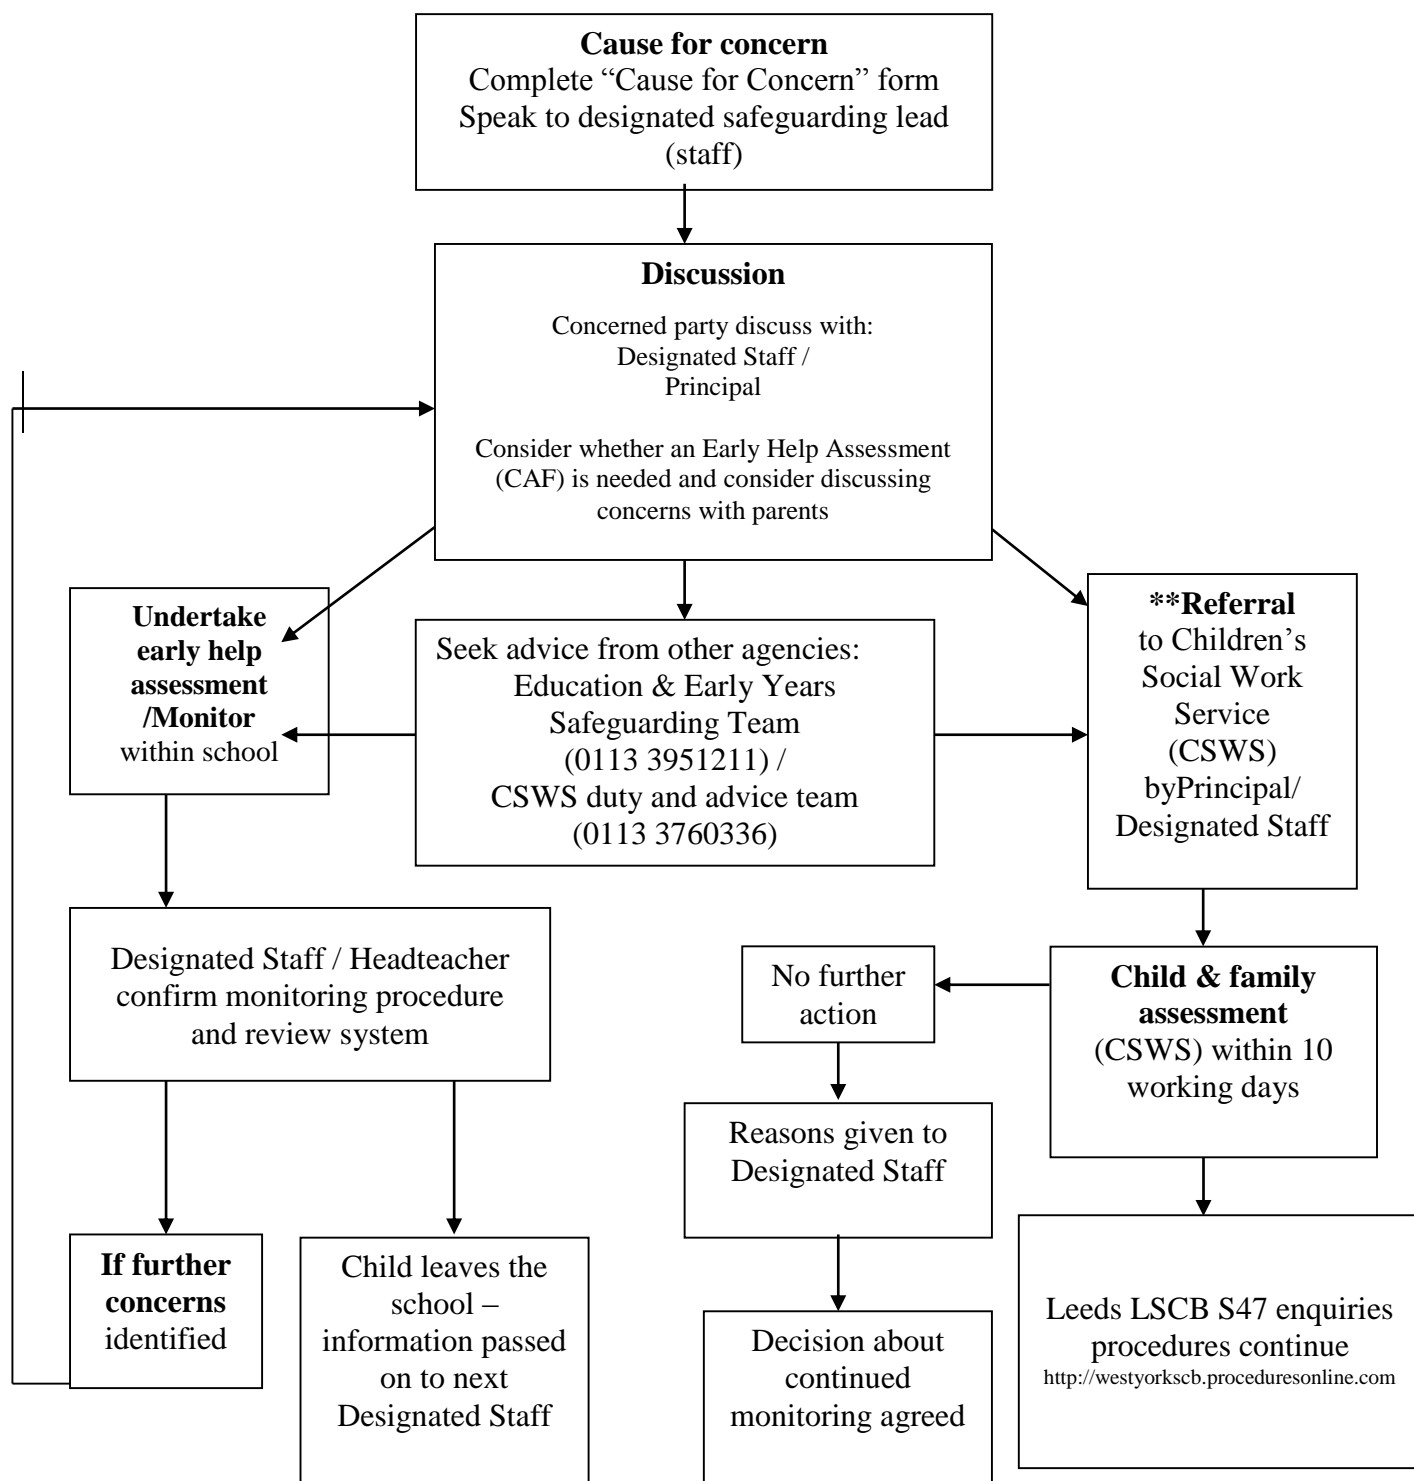 Cause for concern
Complete “Cause for Concern” form
Speak to designated safeguarding lead
(staff)
Discussion
Concerned party discuss with:
Designated Staff /
Principal
Consider whether an Early Help Assessment
(CAF) is needed and consider discussing
concerns with parents
Undertake
early help
assessment
/Monitor
within school
Seek advice from other agencies:
Education & Early Years
Safeguarding Team
(0113 3951211) /
CSWS duty and advice team
(0113 3760336)
**Referral
to Children’s
Social Work
Service
(CSWS)
byPrincipal/
Designated Staff
Designated Staff / Headteacher
confirm monitoring procedure
and review system
No further
action
Child & family
assessment
(CSWS) within 10
working days
Reasons given to
Designated Staff
If further
concerns
identified
Child leaves the
school –
information passed
on to next
Designated Staff
Decision about
continued
monitoring agreed
Leeds LSCB S47 enquiries
procedures continue
http://westyorkscb.proceduresonline.com